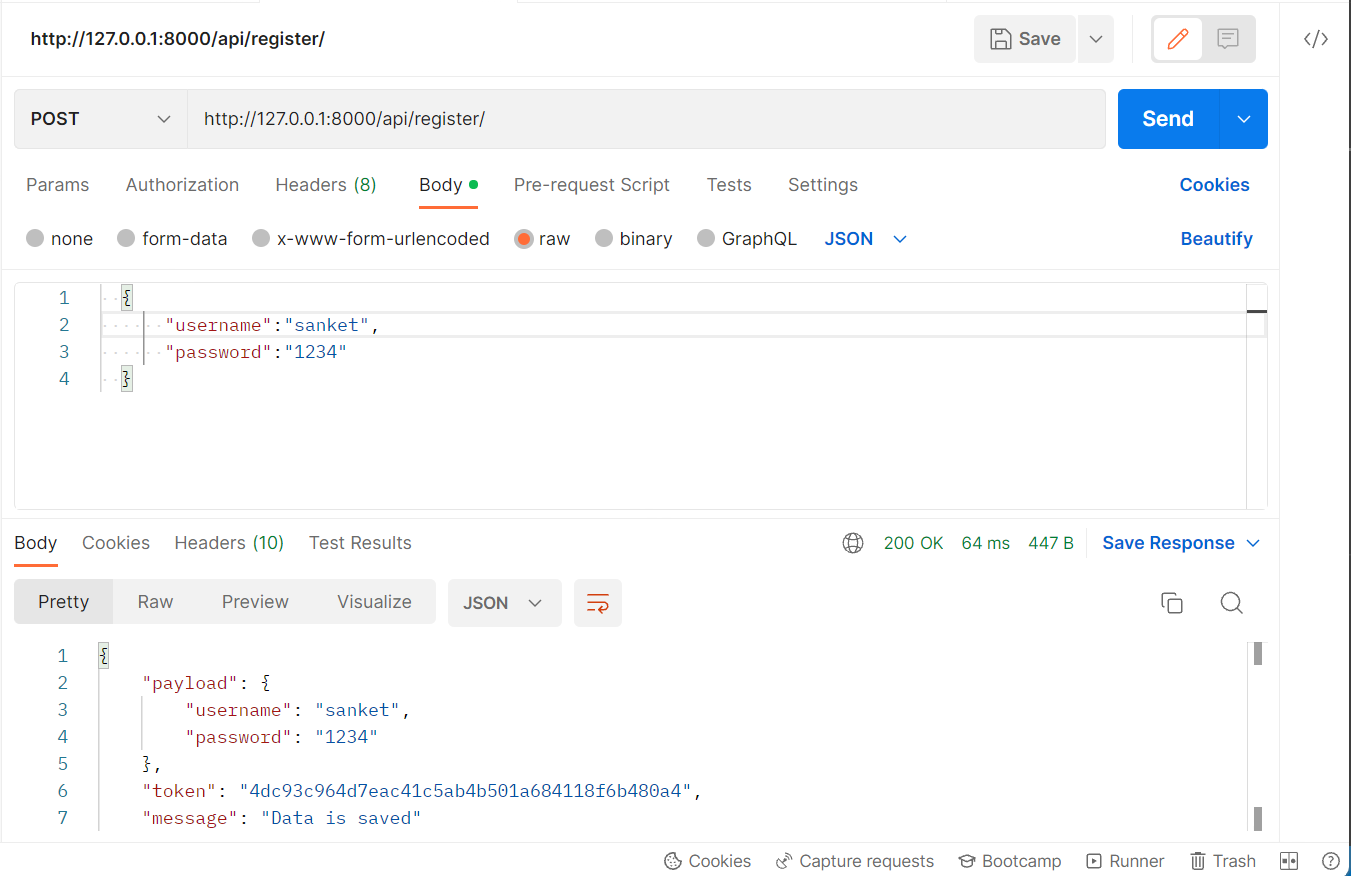 http://127.0.0.1:8000/api/register/
Save
POST http://127.0.0.1:8000/api/register/ Send
Params Authorization Headers (8) Body Pre-request Script Tests Settings Cookies
none form-data x-www-form-urlencoded raw binary GraphQL JSON Beautify
1 {
2 "username":"sanket",
3 "password":"1234"
4 }
Body Cookies Headers (10) Test Results 200 OK 64 ms 447 B Save Response
Pretty Raw Preview Visualize JSON
1 {
2 "payload": {
3 "username": "sanket",
4 "password": "1234"
5 },
6 "token": "4dc93c964d7eac41c5ab4b501a684118f6b480a4",
7 "message": "Data is saved"
Cookies Capture requests Bootcamp Runner Trash